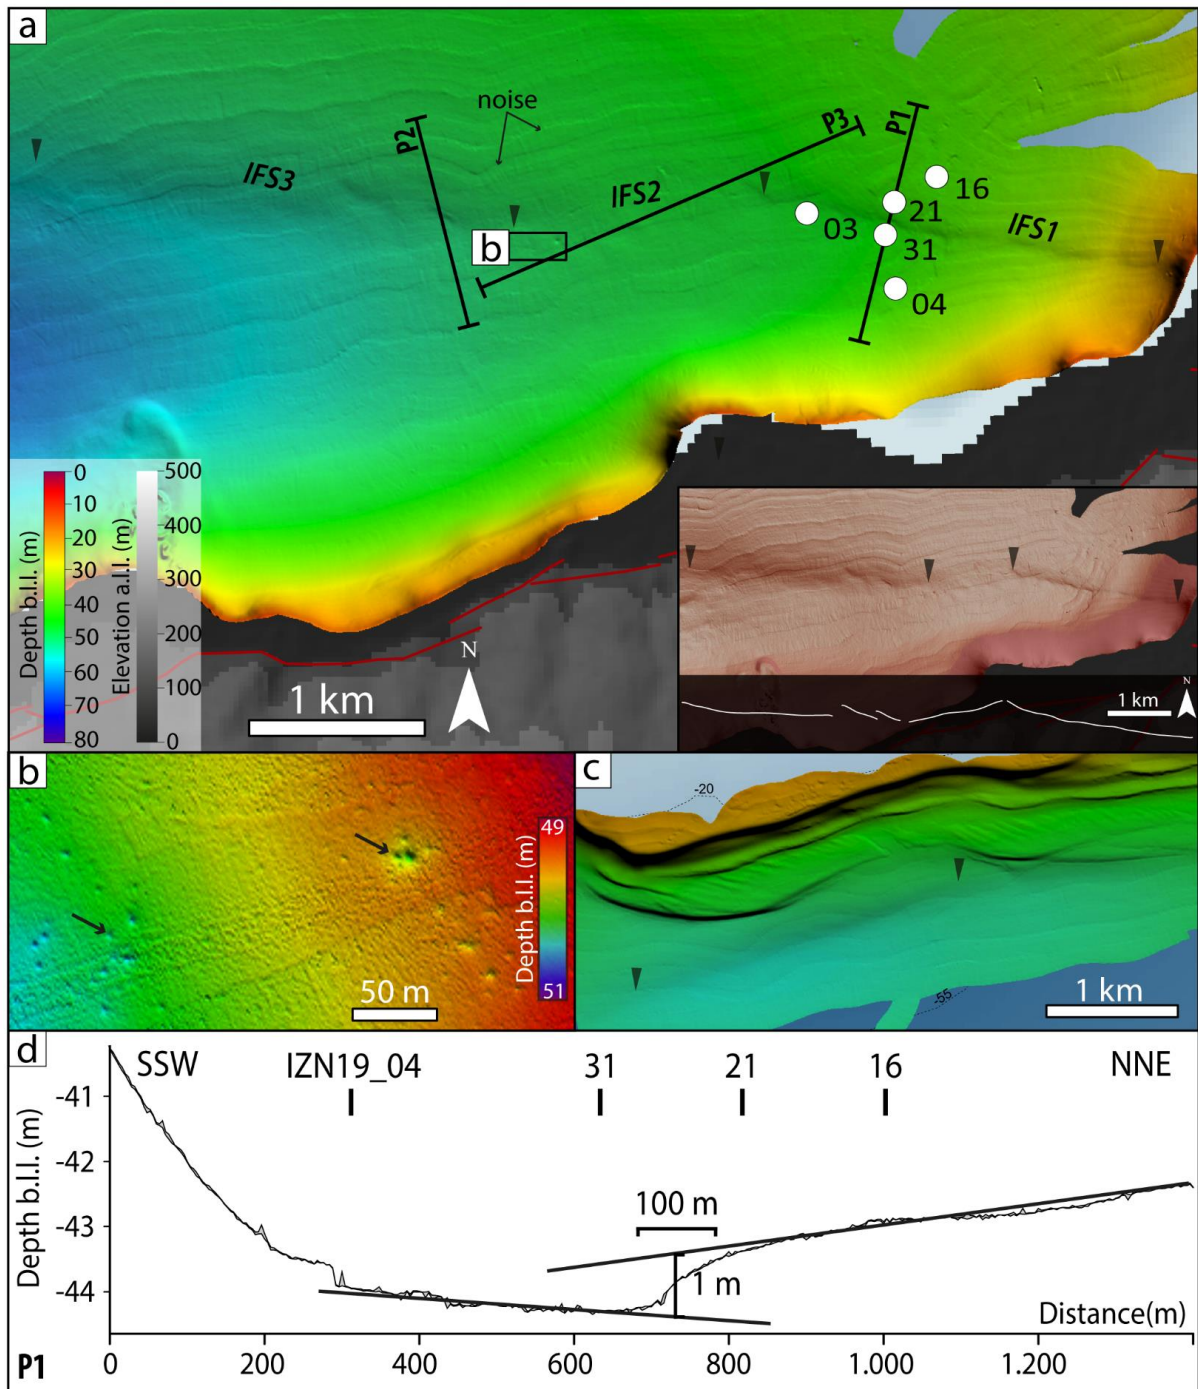 a
noise
P2
P3
P1
IFS3
IFS2
16
21
03
IFS1
31
b
04
Depth b.l.l. (m)
0
10
20
30
40
50
60
70
80
Elevation a.l.l. (m)
500
400
300
200
100
0
1 km
N
N
1 km
b
Depth b.l.l. (m)
49
51
50 m
c
-20
-55
1 km
d
SSW
IZN19_04
31
21
16
NNE
Depth b.l.l. (m)
-41
-42
-43
-44
100 m
1 m
Distance(m)
P1
0
200
400
600
800
1.000
1.200